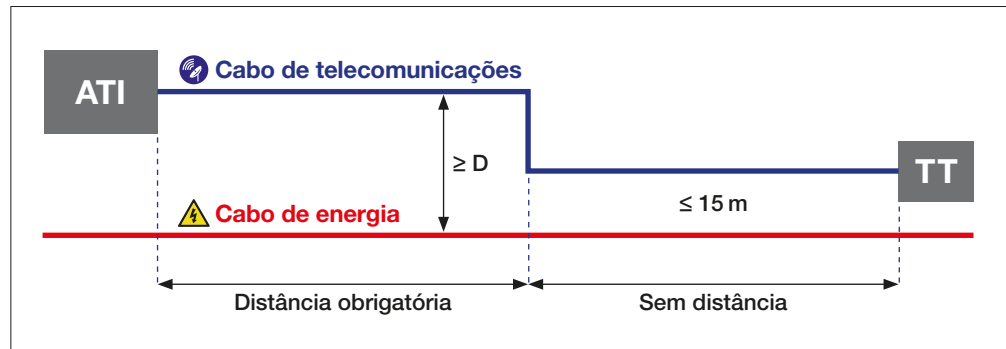 ATI
Cabo de telecomunicações
≥ D
TT
≤ 15 m
Cabo de energia
Distância obrigatória
Sem distância